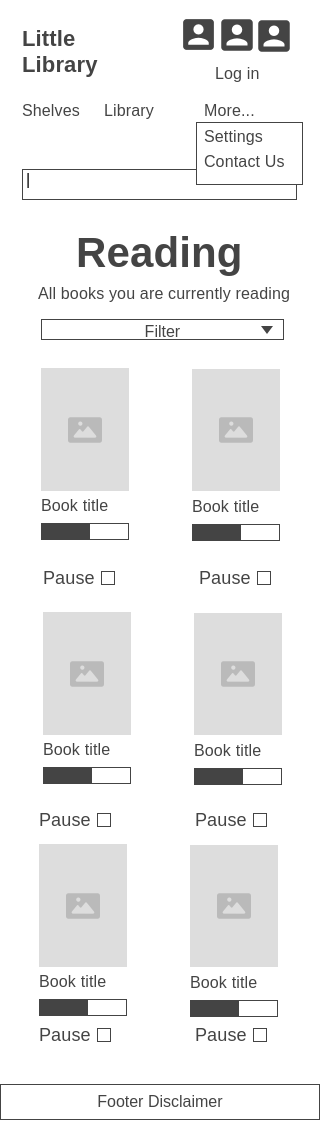 Little
Library
Log in
Shelves Library More...
Settings
Contact Us
Reading
All books you are currently reading
Filter
Book title Book title
Pause Pause
Book title Book title
Pause Pause
Book title Book title
Pause Pause
Footer Disclaimer